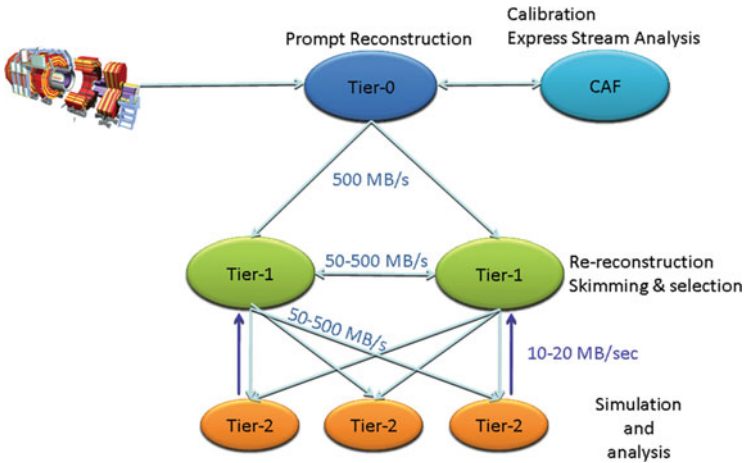 Calibration
Prompt Reconstruction
Express Stream Analysis
Tier-0
CAF
500 MB/s
50-500 MB/s
Tier-1
Tier-1
Re-reconstruction
Skimming & selection
50-500 MB/s
10-20 MB/sec
Tier-2
Tier-2
Tier-2
Simulation
and
analysis